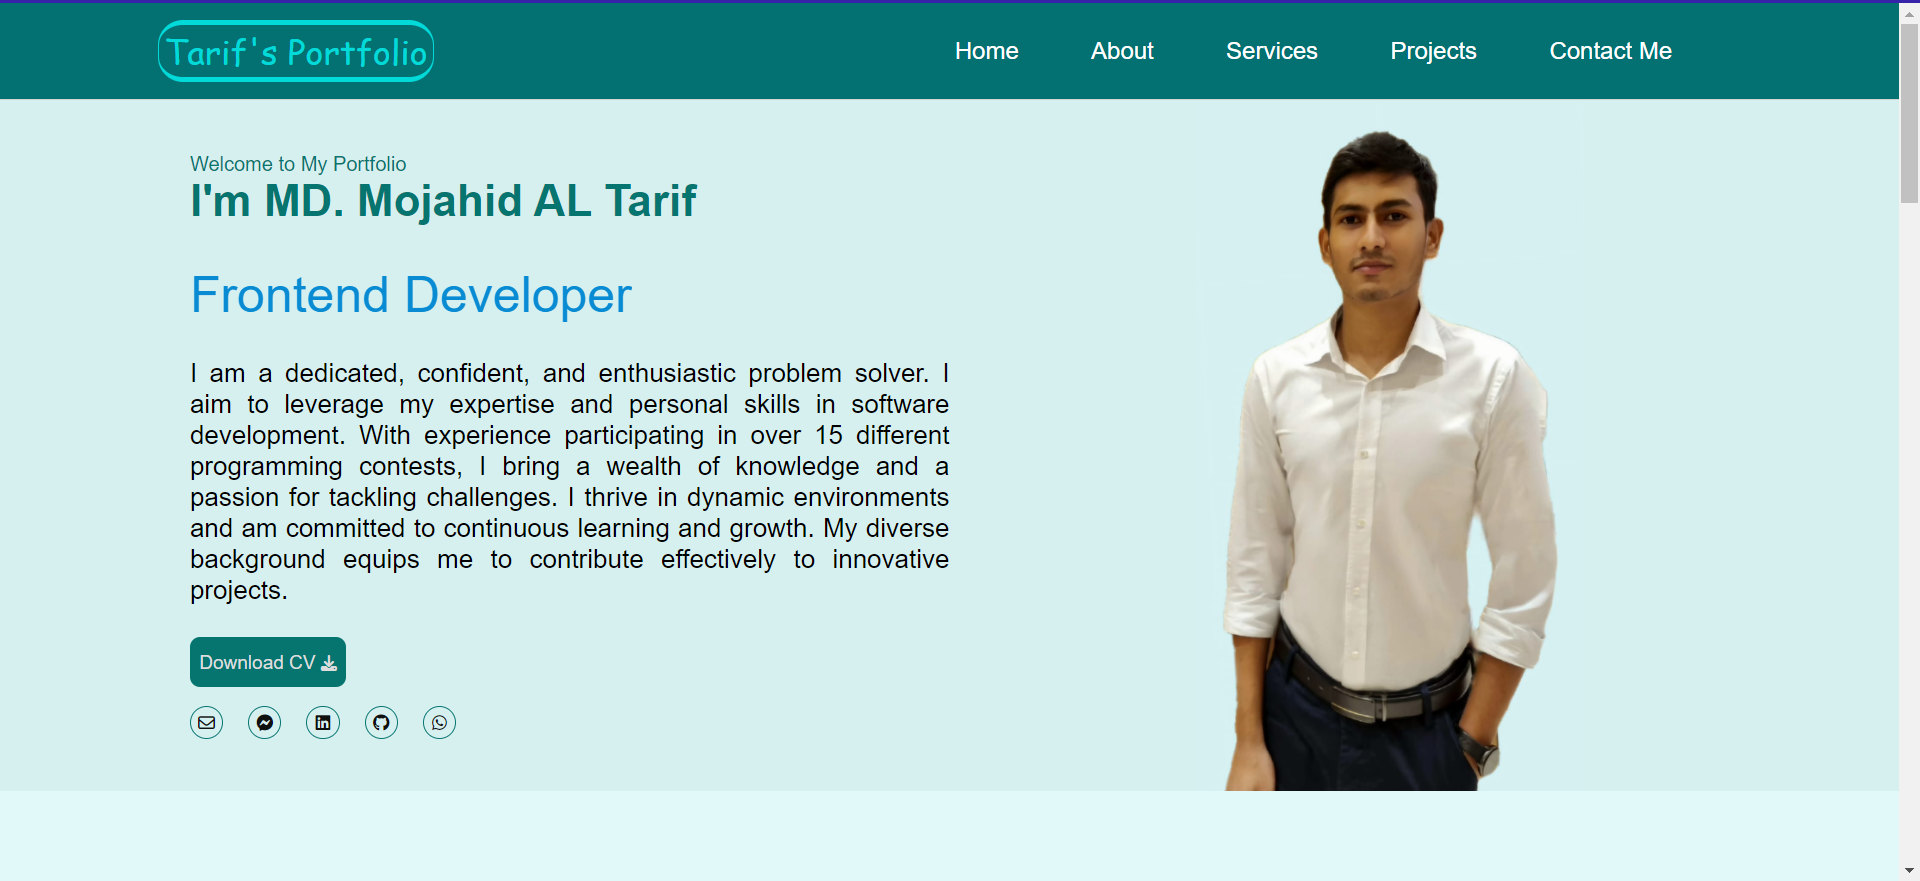 Tarif's Portfolio
Home About Services Projects Contact Me
Welcome to My Portfolio
I'm MD. Mojahid AL Tarif
Frontend Developer
I am a dedicated, confident, and enthusiastic problem solver. I
aim to leverage my expertise and personal skills in software
development. With experience participating in over 15 different
programming contests, I bring a wealth of knowledge and a
passion for tackling challenges. I thrive in dynamic environments
and am committed to continuous learning and growth. My diverse
background equips me to contribute effectively to innovative
projects.
Download CV